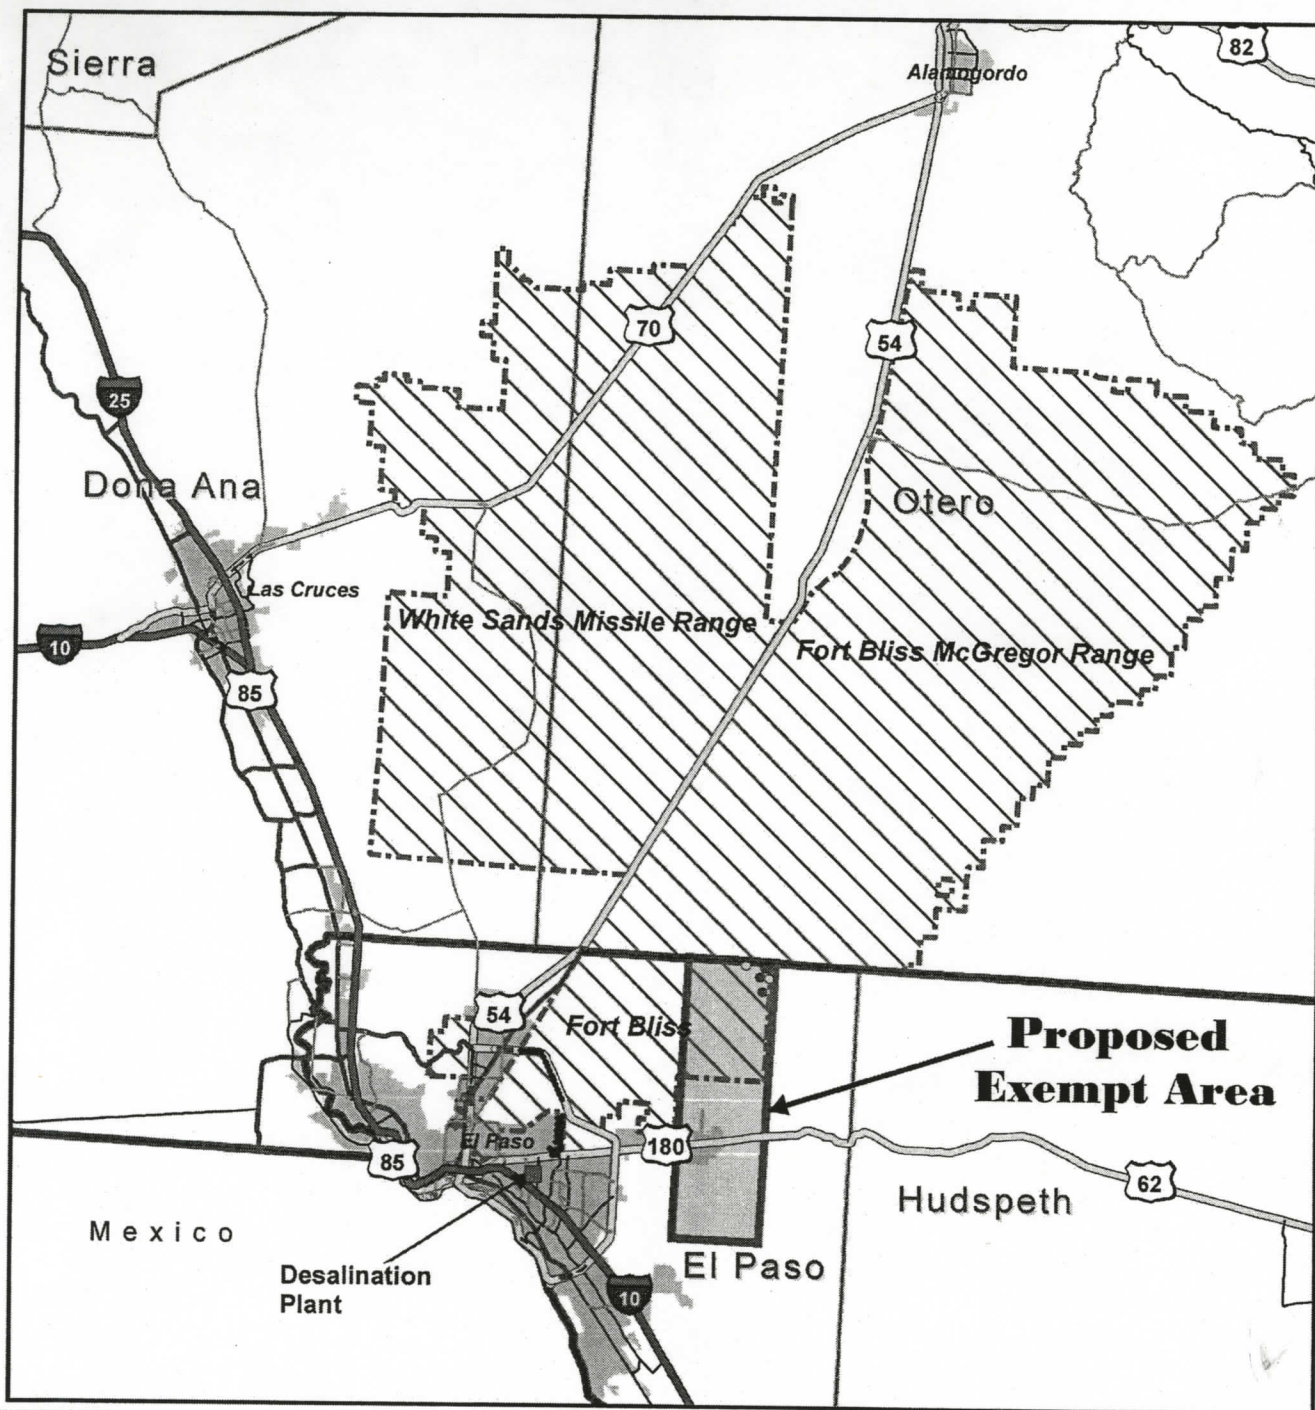 Sierra
82
Alamogordo
70
54
25
Dona Ana
Otero
Las Cruces
White Sands Missile Range
10
Fort Bliss McGregor Range
85
54
Fort Bliss
Proposed
Exempt Area
El Paso
180
85
62
Hudspeth
Mexico
El Paso
Desalination
Plant
10